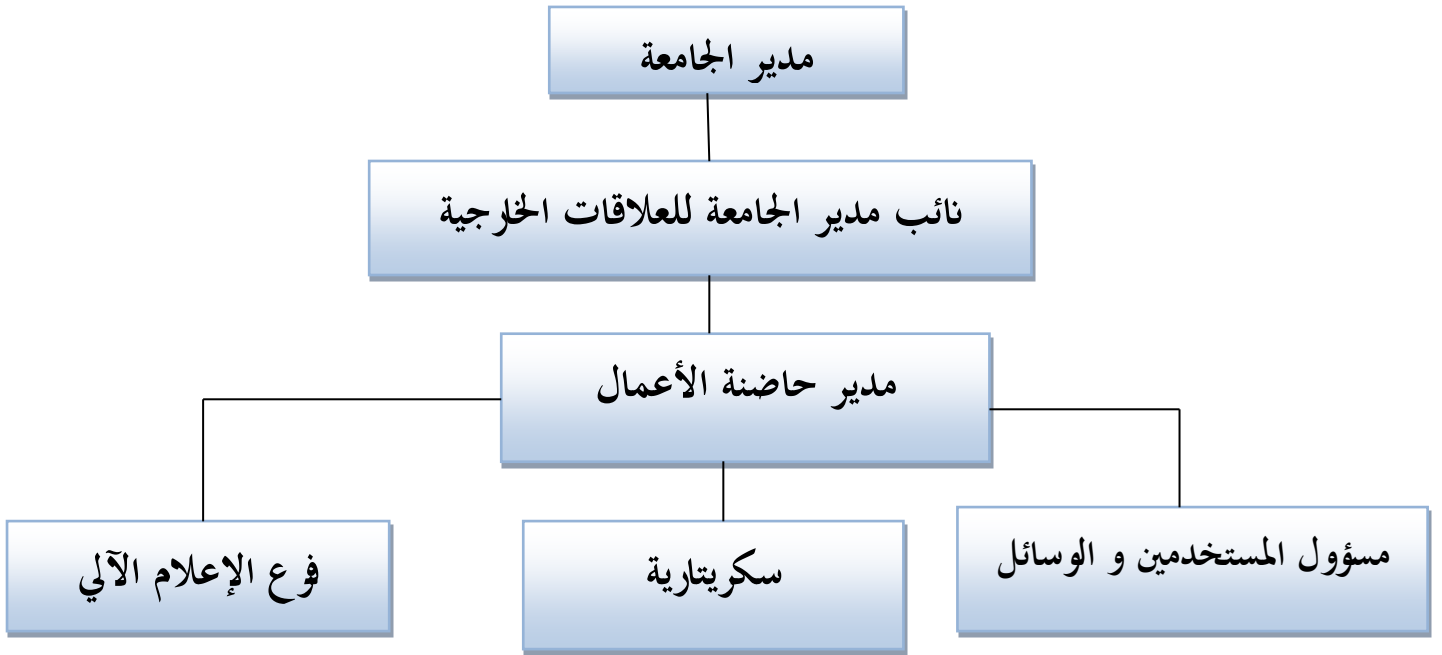 مدير الجامعة
نائب مدير الجامعة للعلاقات الخارجية
مدير حاضنة الأعمال
مسؤول المستخدمين و الوسائل
سكريتارية
فرع الإعلام الآلي